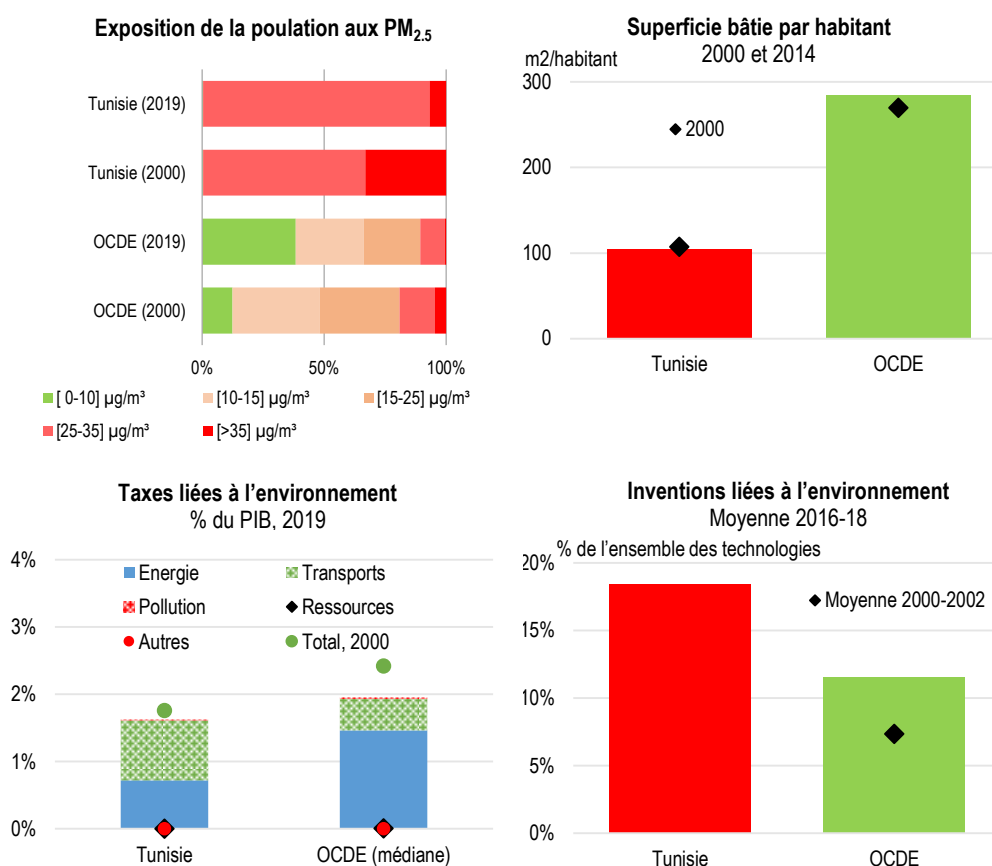 Exposition de la poulation aux PM2.5
Tunisie (2019)
Tunisie (2000)
OCDE (2019)
OCDE (2000)
0%
50%
100%
[ 0-10] µg/m³
[10-15] µg/m³
[15-25] µg/m³
[25-35] µg/m³
[>35] µg/m³
Superficie bâtie par habitant
2000 et 2014
m2/habitant
300
200
100
0
2000
Tunisie
OCDE
Taxes liées à l’environnement
% du PIB, 2019
4%
3%
2%
1%
0%
Energie
Transports
Pollution
Ressources
Autres
Total, 2000
Tunisie
OCDE (médiane)
Inventions liées à l’environnement
Moyenne 2016-18
% de l’ensemble des technologies
20%
15%
10%
5%
0%
Moyenne 2000-2002
Tunisie
OCDE